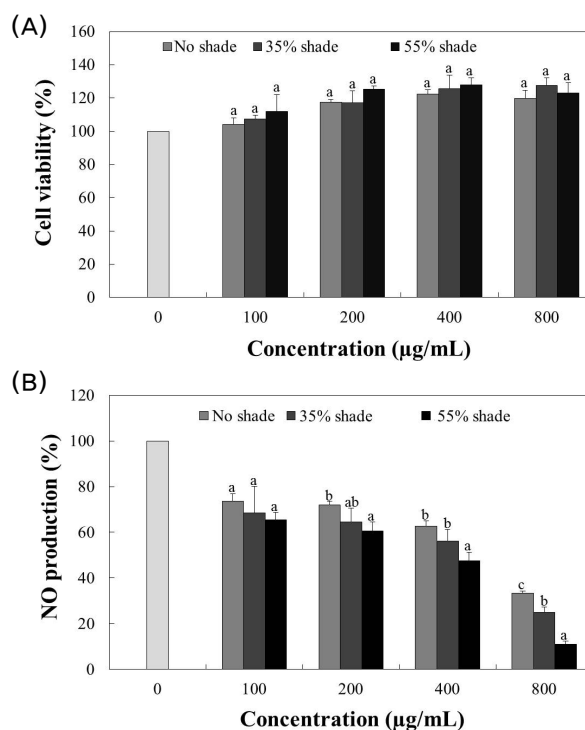 (A)
160
140
120
100
80
60
40
20
0
Cell viability (%)
No shade 35% shade 55% shade
a a a a a a a a a a a a
0 100 200 400 800
Concentration (µg/mL)
(B)
120
100
80
60
40
20
0
NO production (%)
No shade 35% shade 55% shade
a a a b ab a b b a c b a
0 100 200 400 800
Concentration (µg/mL)